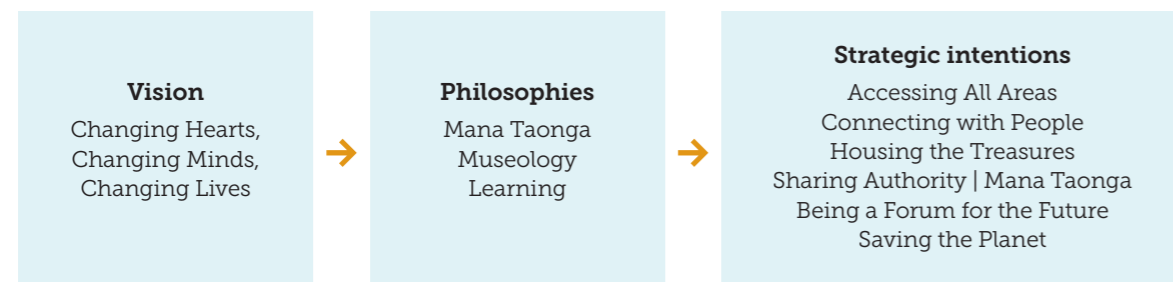 Vision
Changing Hearts,
Changing Minds,
Changing Lives
Philosophies
Mana Taonga
Museology
Learning
Strategic intentions
Accessing All Areas
Connecting with People
Housing the Treasures
Sharing Authority | Mana Taonga
Being a Forum for the Future
Saving the Planet